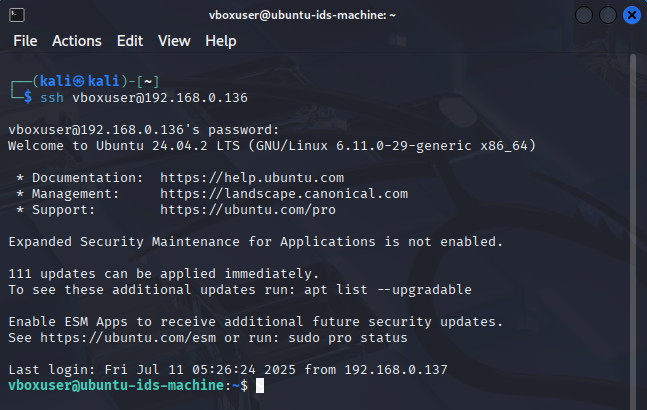 vboxuser@ubuntu-ids-machine: ~
File Actions Edit View Help
┌──(kali㉿kali)-[~]
└─$ ssh vboxuser@192.168.0.136
vboxuser@192.168.0.136's password:
Welcome to Ubuntu 24.04.2 LTS (GNU/Linux 6.11.0-29-generic x86_64)
* Documentation: https://help.ubuntu.com
* Management: https://landscape.canonical.com
* Support: https://ubuntu.com/pro
Expanded Security Maintenance for Applications is not enabled.
111 updates can be applied immediately.
To see these additional updates run: apt list --upgradable
Enable ESM Apps to receive additional future security updates.
See https://ubuntu.com/esm or run: sudo pro status
Last login: Fri Jul 11 05:26:24 2025 from 192.168.0.137
vboxuser@ubuntu-ids-machine:~$